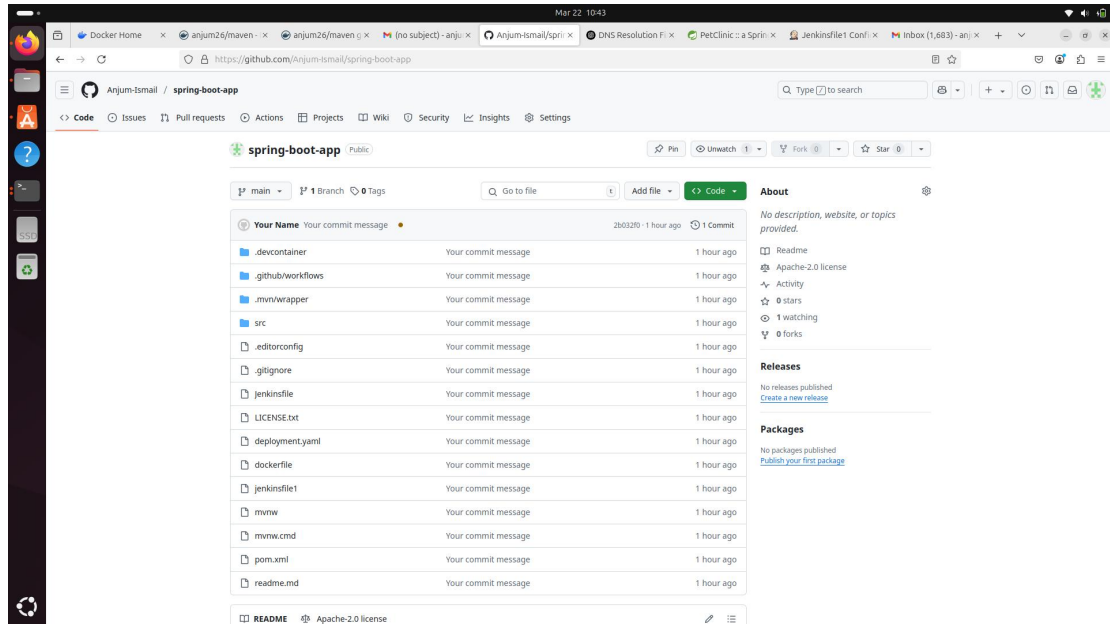 Mar 22 10:43
Docker Home
anjum26/maven -
anjum26/maven g
(no subject) - anju
Anjum-Ismail/sprin
DNS Resolution Fi
PetClinic :: a Sprin
Jenkinsfile1 Confi
Inbox (1,683) - anj
https://github.com/Anjum-Ismail/spring-boot-app
Anjum-Ismail / spring-boot-app
Type / to search
Code Issues Pull requests Actions Projects Wiki Security Insights Settings
spring-boot-app Public
Pin Unwatch 1 Fork 0 Star 0
main 1 Branch 0 Tags Go to file t Add file Code
Your Name Your commit message 2b032f0 · 1 hour ago 1 Commit
.devcontainer Your commit message 1 hour ago
.github/workflows Your commit message 1 hour ago
.mvn/wrapper Your commit message 1 hour ago
src Your commit message 1 hour ago
.editorconfig Your commit message 1 hour ago
.gitignore Your commit message 1 hour ago
Jenkinsfile Your commit message 1 hour ago
LICENSE.txt Your commit message 1 hour ago
deployment.yaml Your commit message 1 hour ago
dockerfile Your commit message 1 hour ago
jenkinsfile1 Your commit message 1 hour ago
mvnw Your commit message 1 hour ago
mvnw.cmd Your commit message 1 hour ago
pom.xml Your commit message 1 hour ago
readme.md Your commit message 1 hour ago
README Apache-2.0 license
About
No description, website, or topics
provided.
Readme
Apache-2.0 license
Activity
0 stars
1 watching
0 forks
Releases
No releases published
Create a new release
Packages
No packages published
Publish your first package
SSD